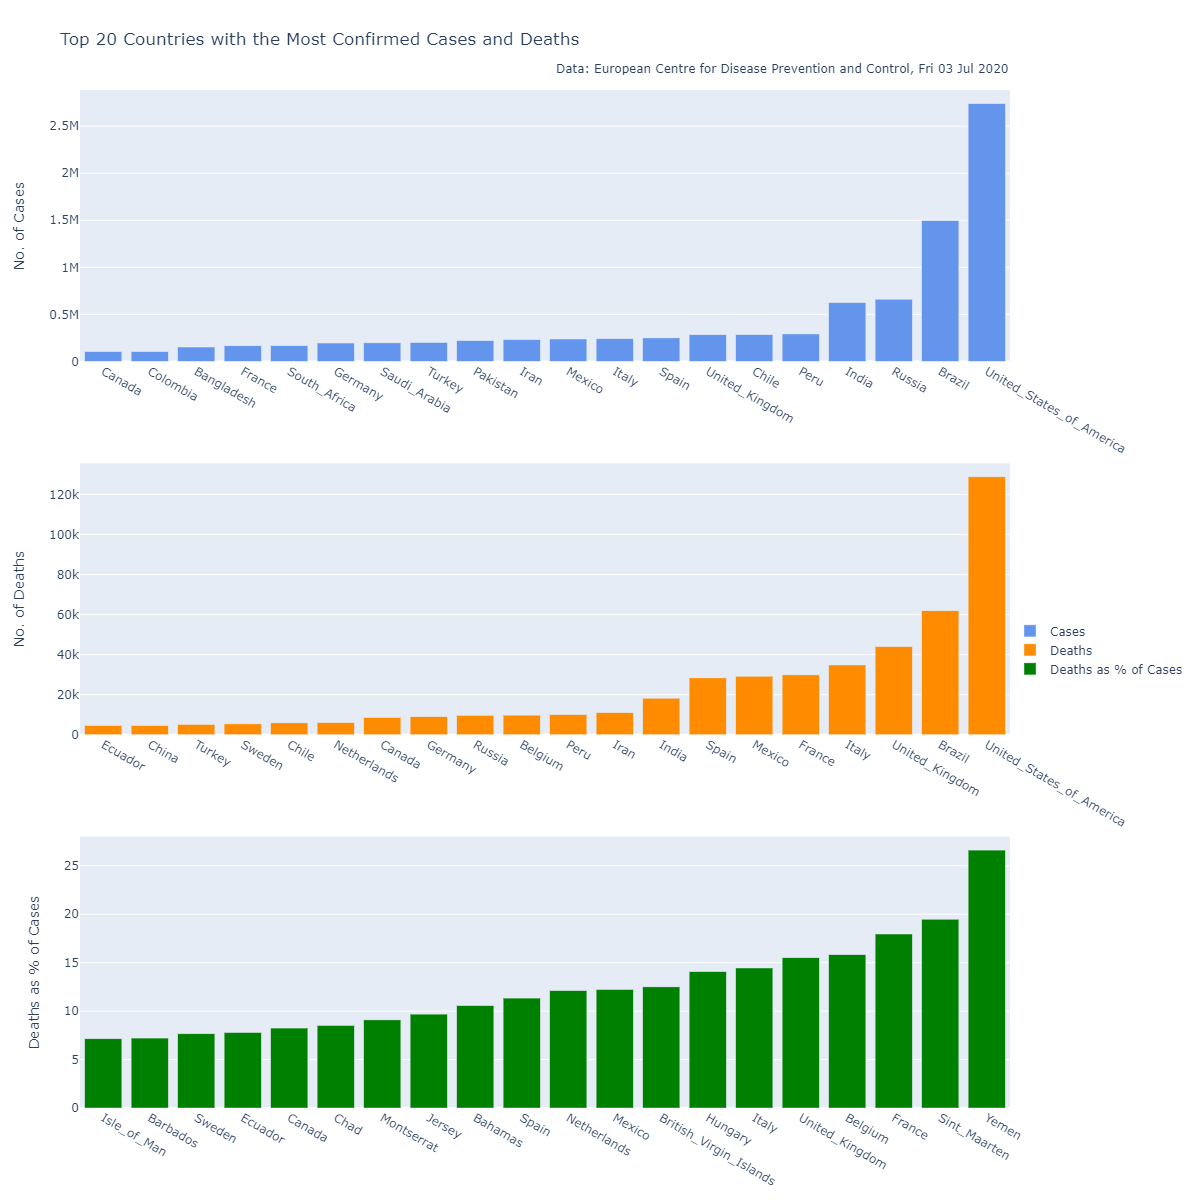 Top 20 Countries with the Most Confirmed Cases and Deaths
Data: European Centre for Disease Prevention and Control, Fri 03 Jul 2020
No. of Cases
2.5M
2M
1.5M
1M
0.5M
0
Canada
Colombia
Bangladesh
France
South_Africa
Germany
Saudi_Arabia
Turkey
Pakistan
Iran
Mexico
Italy
Spain
United_Kingdom
Chile
Peru
India
Russia
Brazil
United_States_of_America
No. of Deaths
120k
100k
80k
60k
40k
20k
0
Ecuador
China
Turkey
Sweden
Chile
Netherlands
Canada
Germany
Russia
Belgium
Peru
Iran
India
Spain
Mexico
France
Italy
United_Kingdom
Brazil
United_States_of_America
Cases
Deaths
Deaths as % of Cases
Deaths as % of Cases
25
20
15
10
5
0
Isle_of_Man
Barbados
Sweden
Ecuador
Canada
Chad
Montserrat
Jersey
Bahamas
Spain
Netherlands
Mexico
British_Virgin_Islands
Hungary
Italy
United_Kingdom
Belgium
France
Sint_Maarten
Yemen